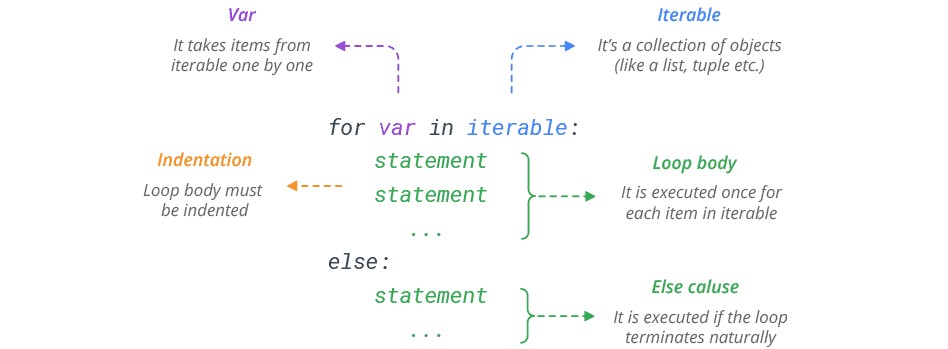 Var
It takes items from
iterable one by one
Iterable
It's a collection of objects
(like a list, tuple etc.)
for var in iterable:
statement
statement
...
Indentation
Loop body must
be indented
Loop body
It is executed once for
each item in iterable
else:
statement
...
Else caluse
It is executed if the loop
terminates naturally